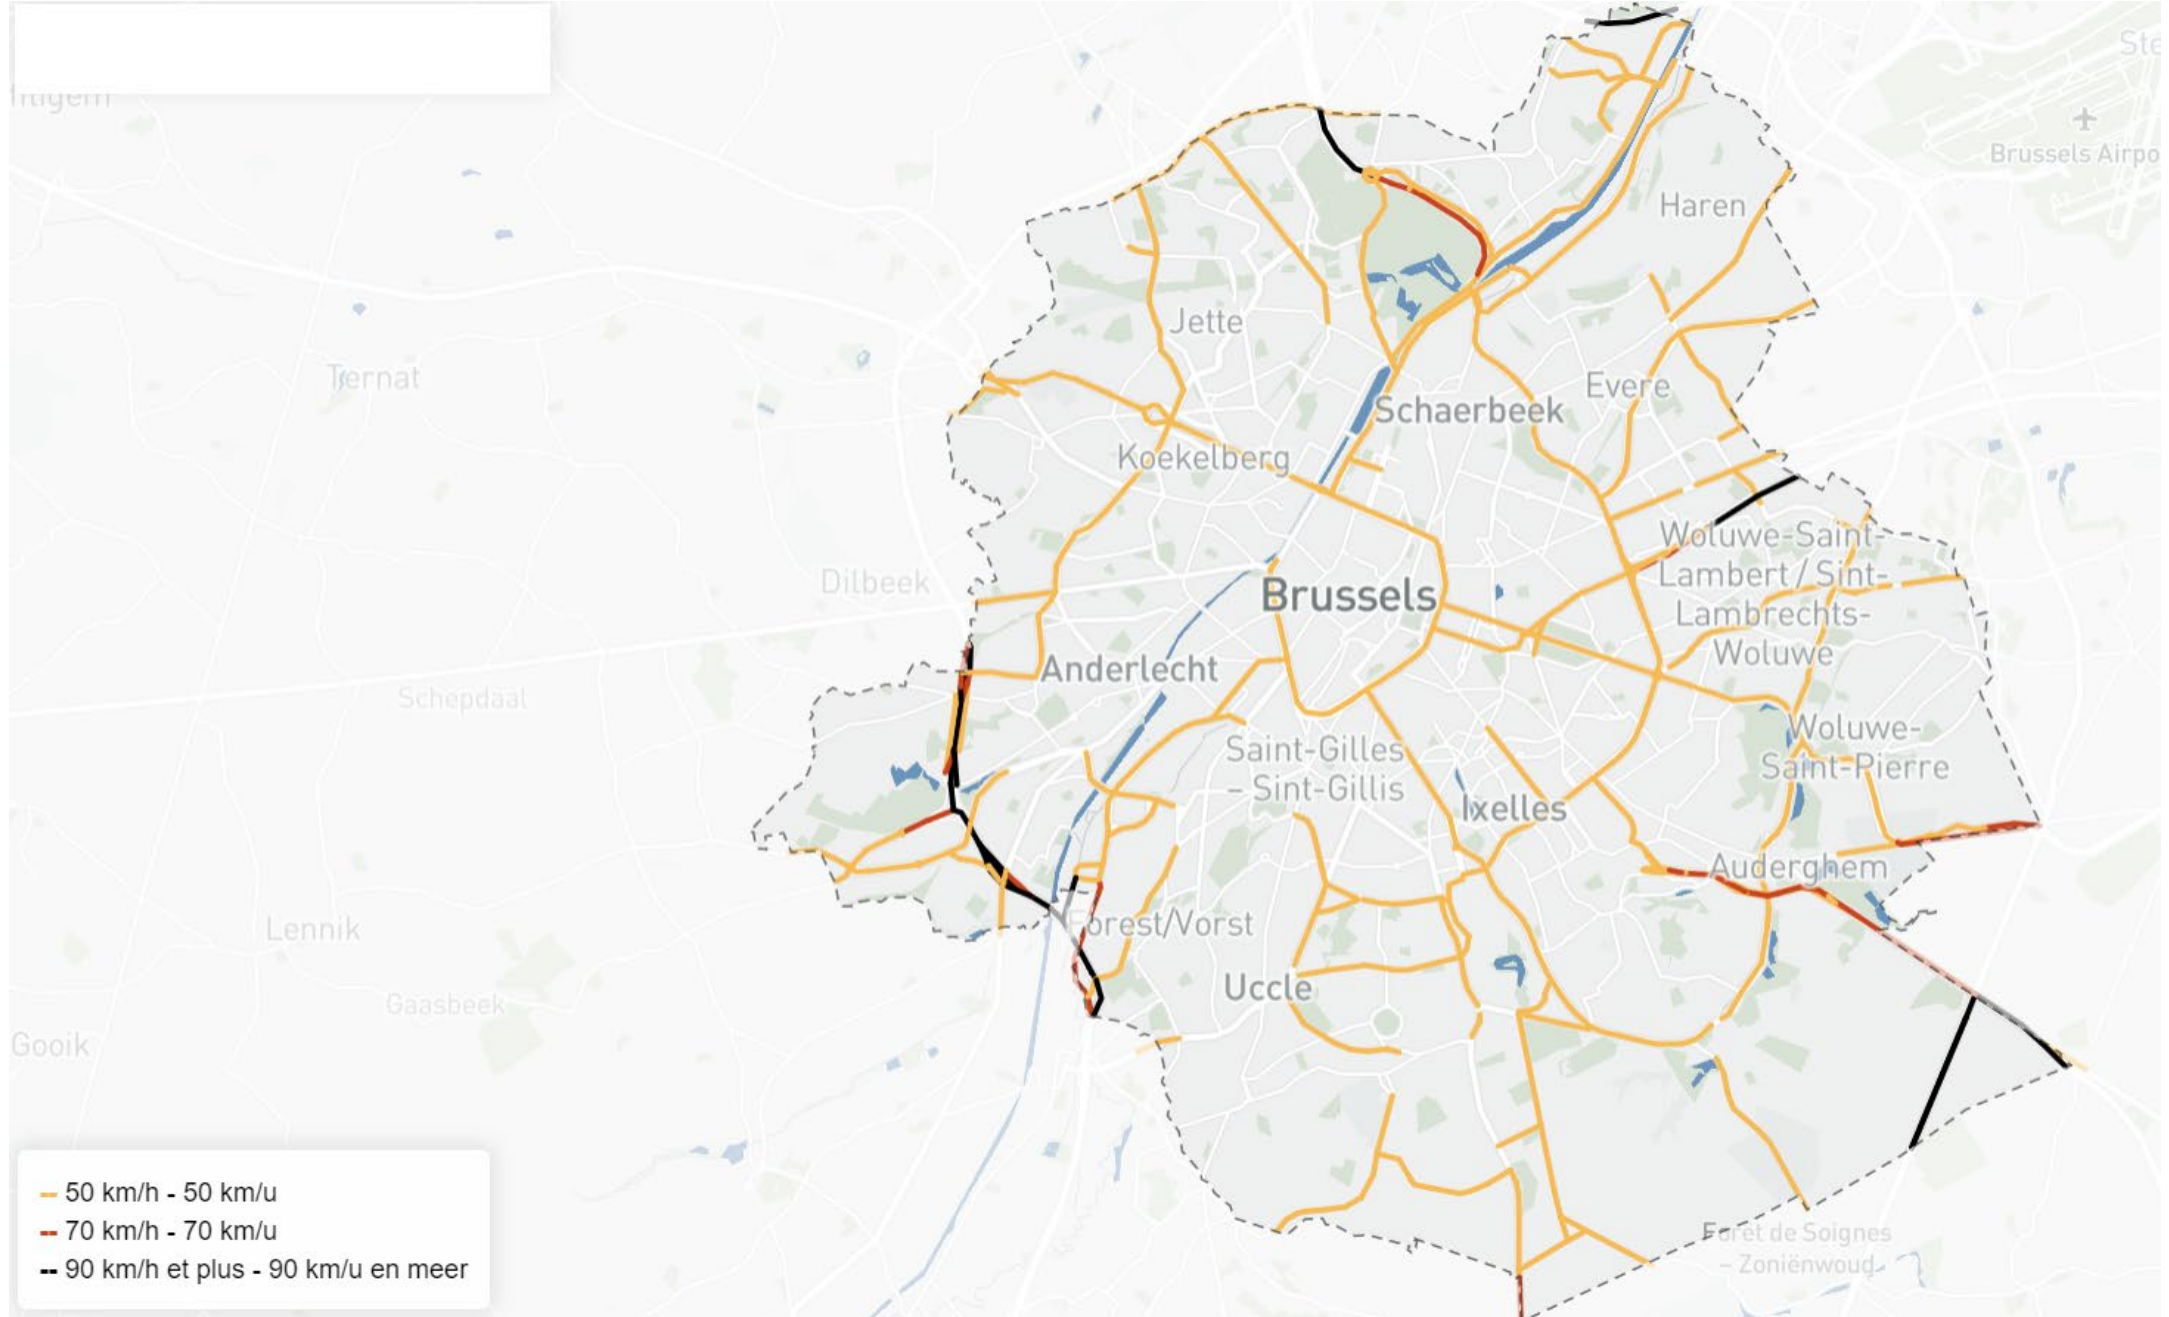 Ste
Brussels Airpo
Haren
Jette
Ternat
Evere
Schaerbeek
Koekelberg
Woluwe-Saint-
Lambert / Sint-
Lambrechts-
Woluwe
Dilbeek
Brussels
Anderlecht
Schepdaal
Woluwe-
Saint-Pierre
Saint-Gilles
– Sint-Gillis
Ixelles
Auderghem
Lennik
Forest/Vorst
Uccle
Gaasbeek
Gooik
50 km/h - 50 km/u
70 km/h - 70 km/u
90 km/h et plus - 90 km/u en meer
Forêt de Soignes
– Zoniënwoud